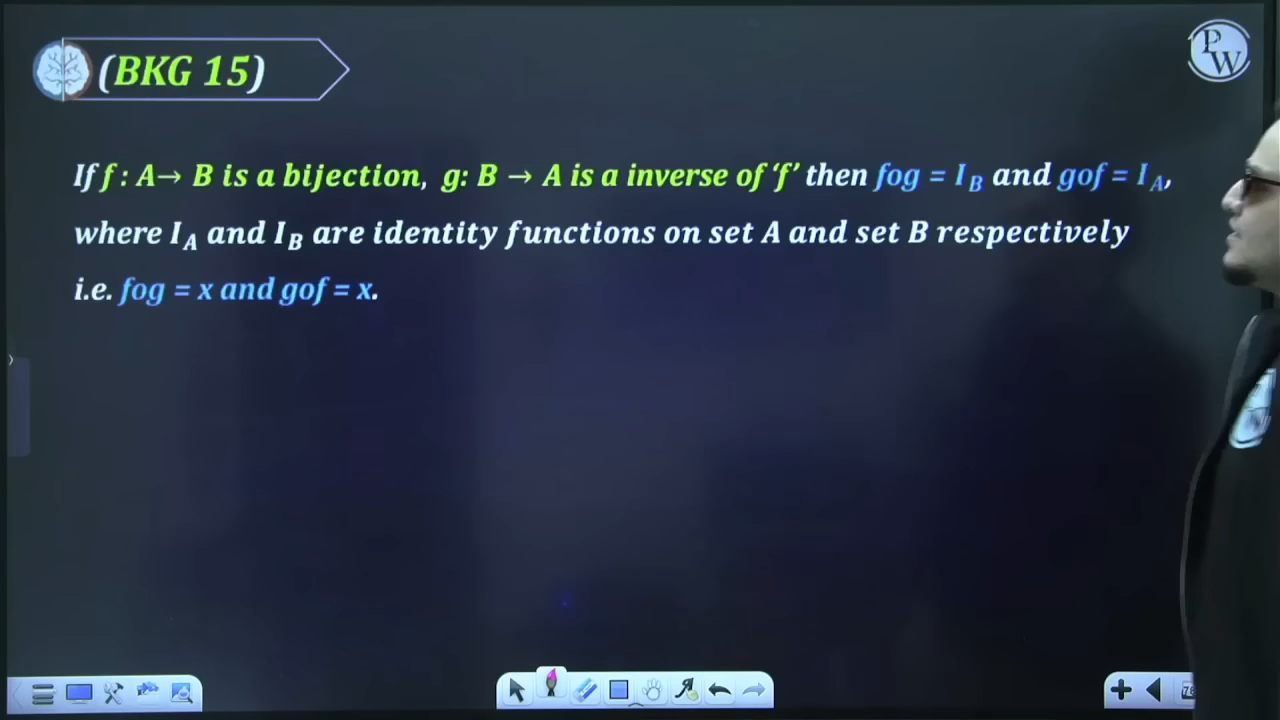 (BKG 15)
PW
If f : A→ B is a bijection, g: B → A is a inverse of ‘f’ then fog = I_B and gof = I_A,
where I_A and I_B are identity functions on set A and set B respectively
i.e. fog = x and gof = x.